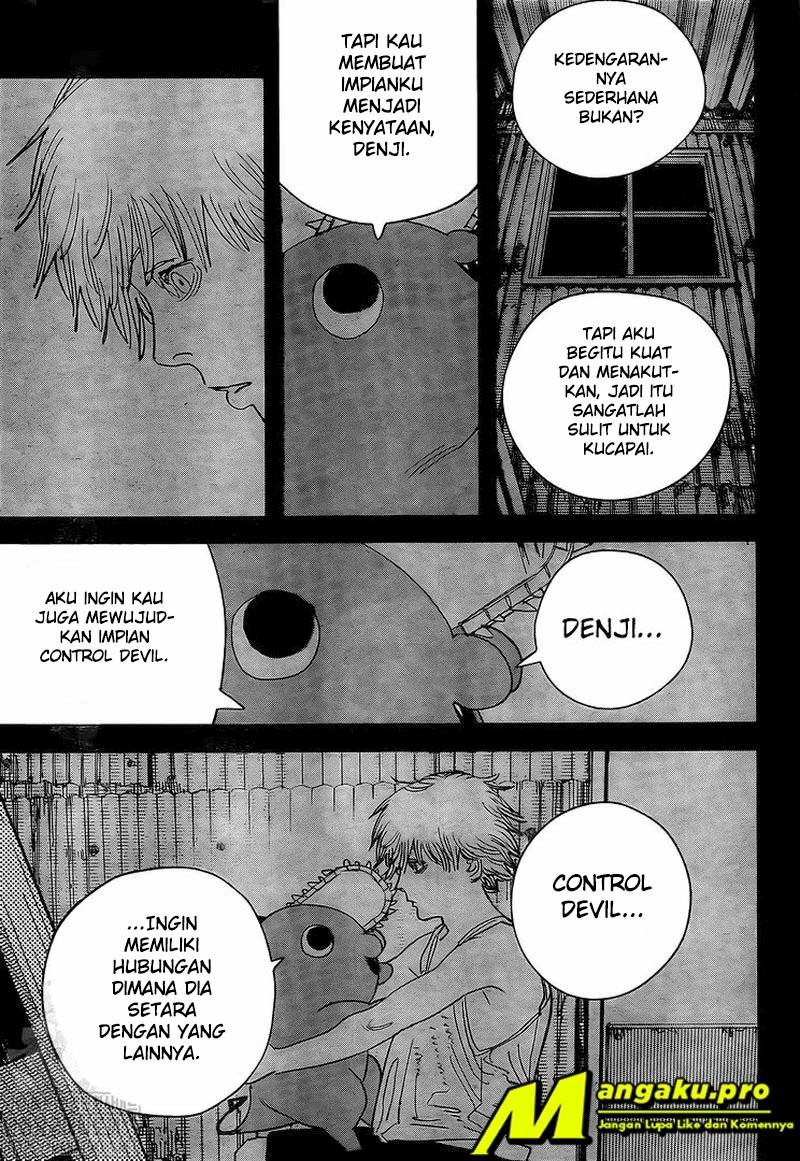 KEDENGARAN-
NYA
SEDERHANA
BUKAN?
TAPI AKU
BEGITU KUAT
DAN MENAKUT-
KAN, JADI ITU
SANGATLAH
SULIT UNTUK
KUCAPAI.
TAPI KAU
MEMBUAT
IMPIANKU
MENJADI
KENYATAAN,
DENJI.
DENJI...
AKU INGIN KAU
JUGA MEWUJUD-
KAN IMPIAN
CONTROL DEVIL.
CONTROL
DEVIL...
...INGIN
MEMILIKI
HUBUNGAN
DIMANA DIA
SETARA
DENGAN YANG
LAINNYA.
Mangaku.pro
Jangan Lupa Like dan Komennya